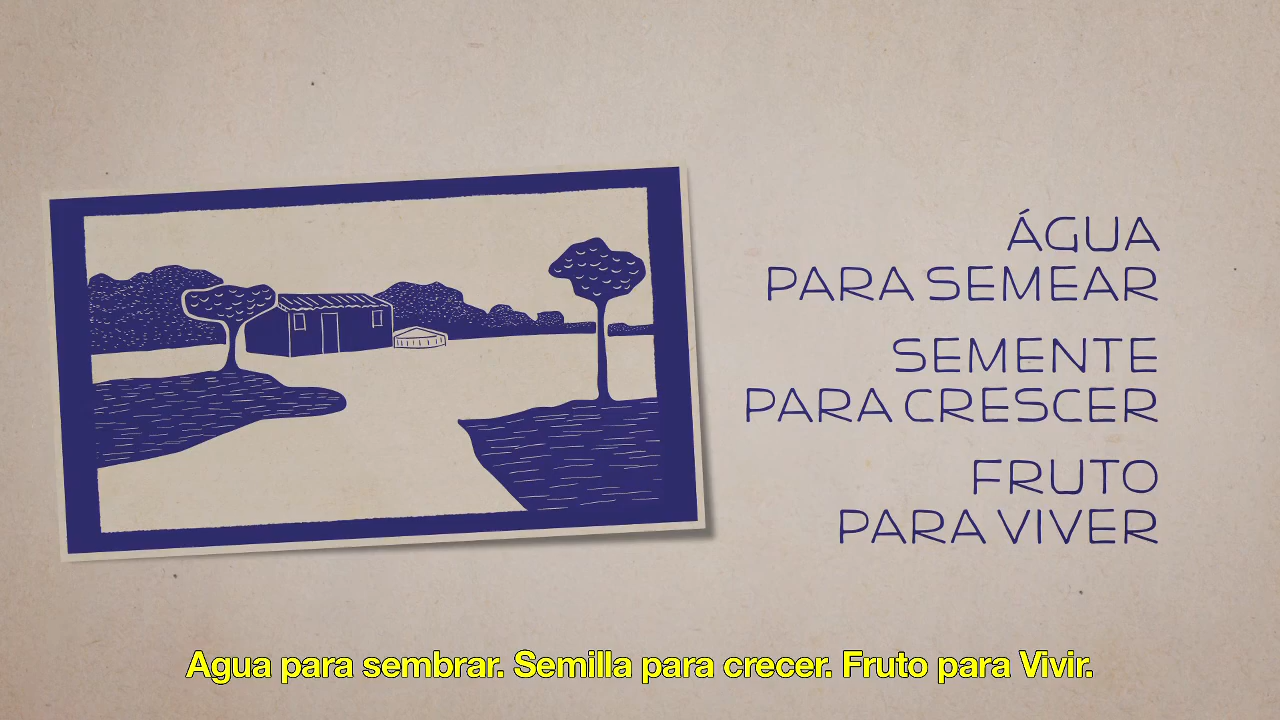 ÁGUA
PARA SEMEAR
SEMENTE
PARA CRESCER
FRUTO
PARA VIVER
Agua para sembrar. Semilla para crecer. Fruto para Vivir.